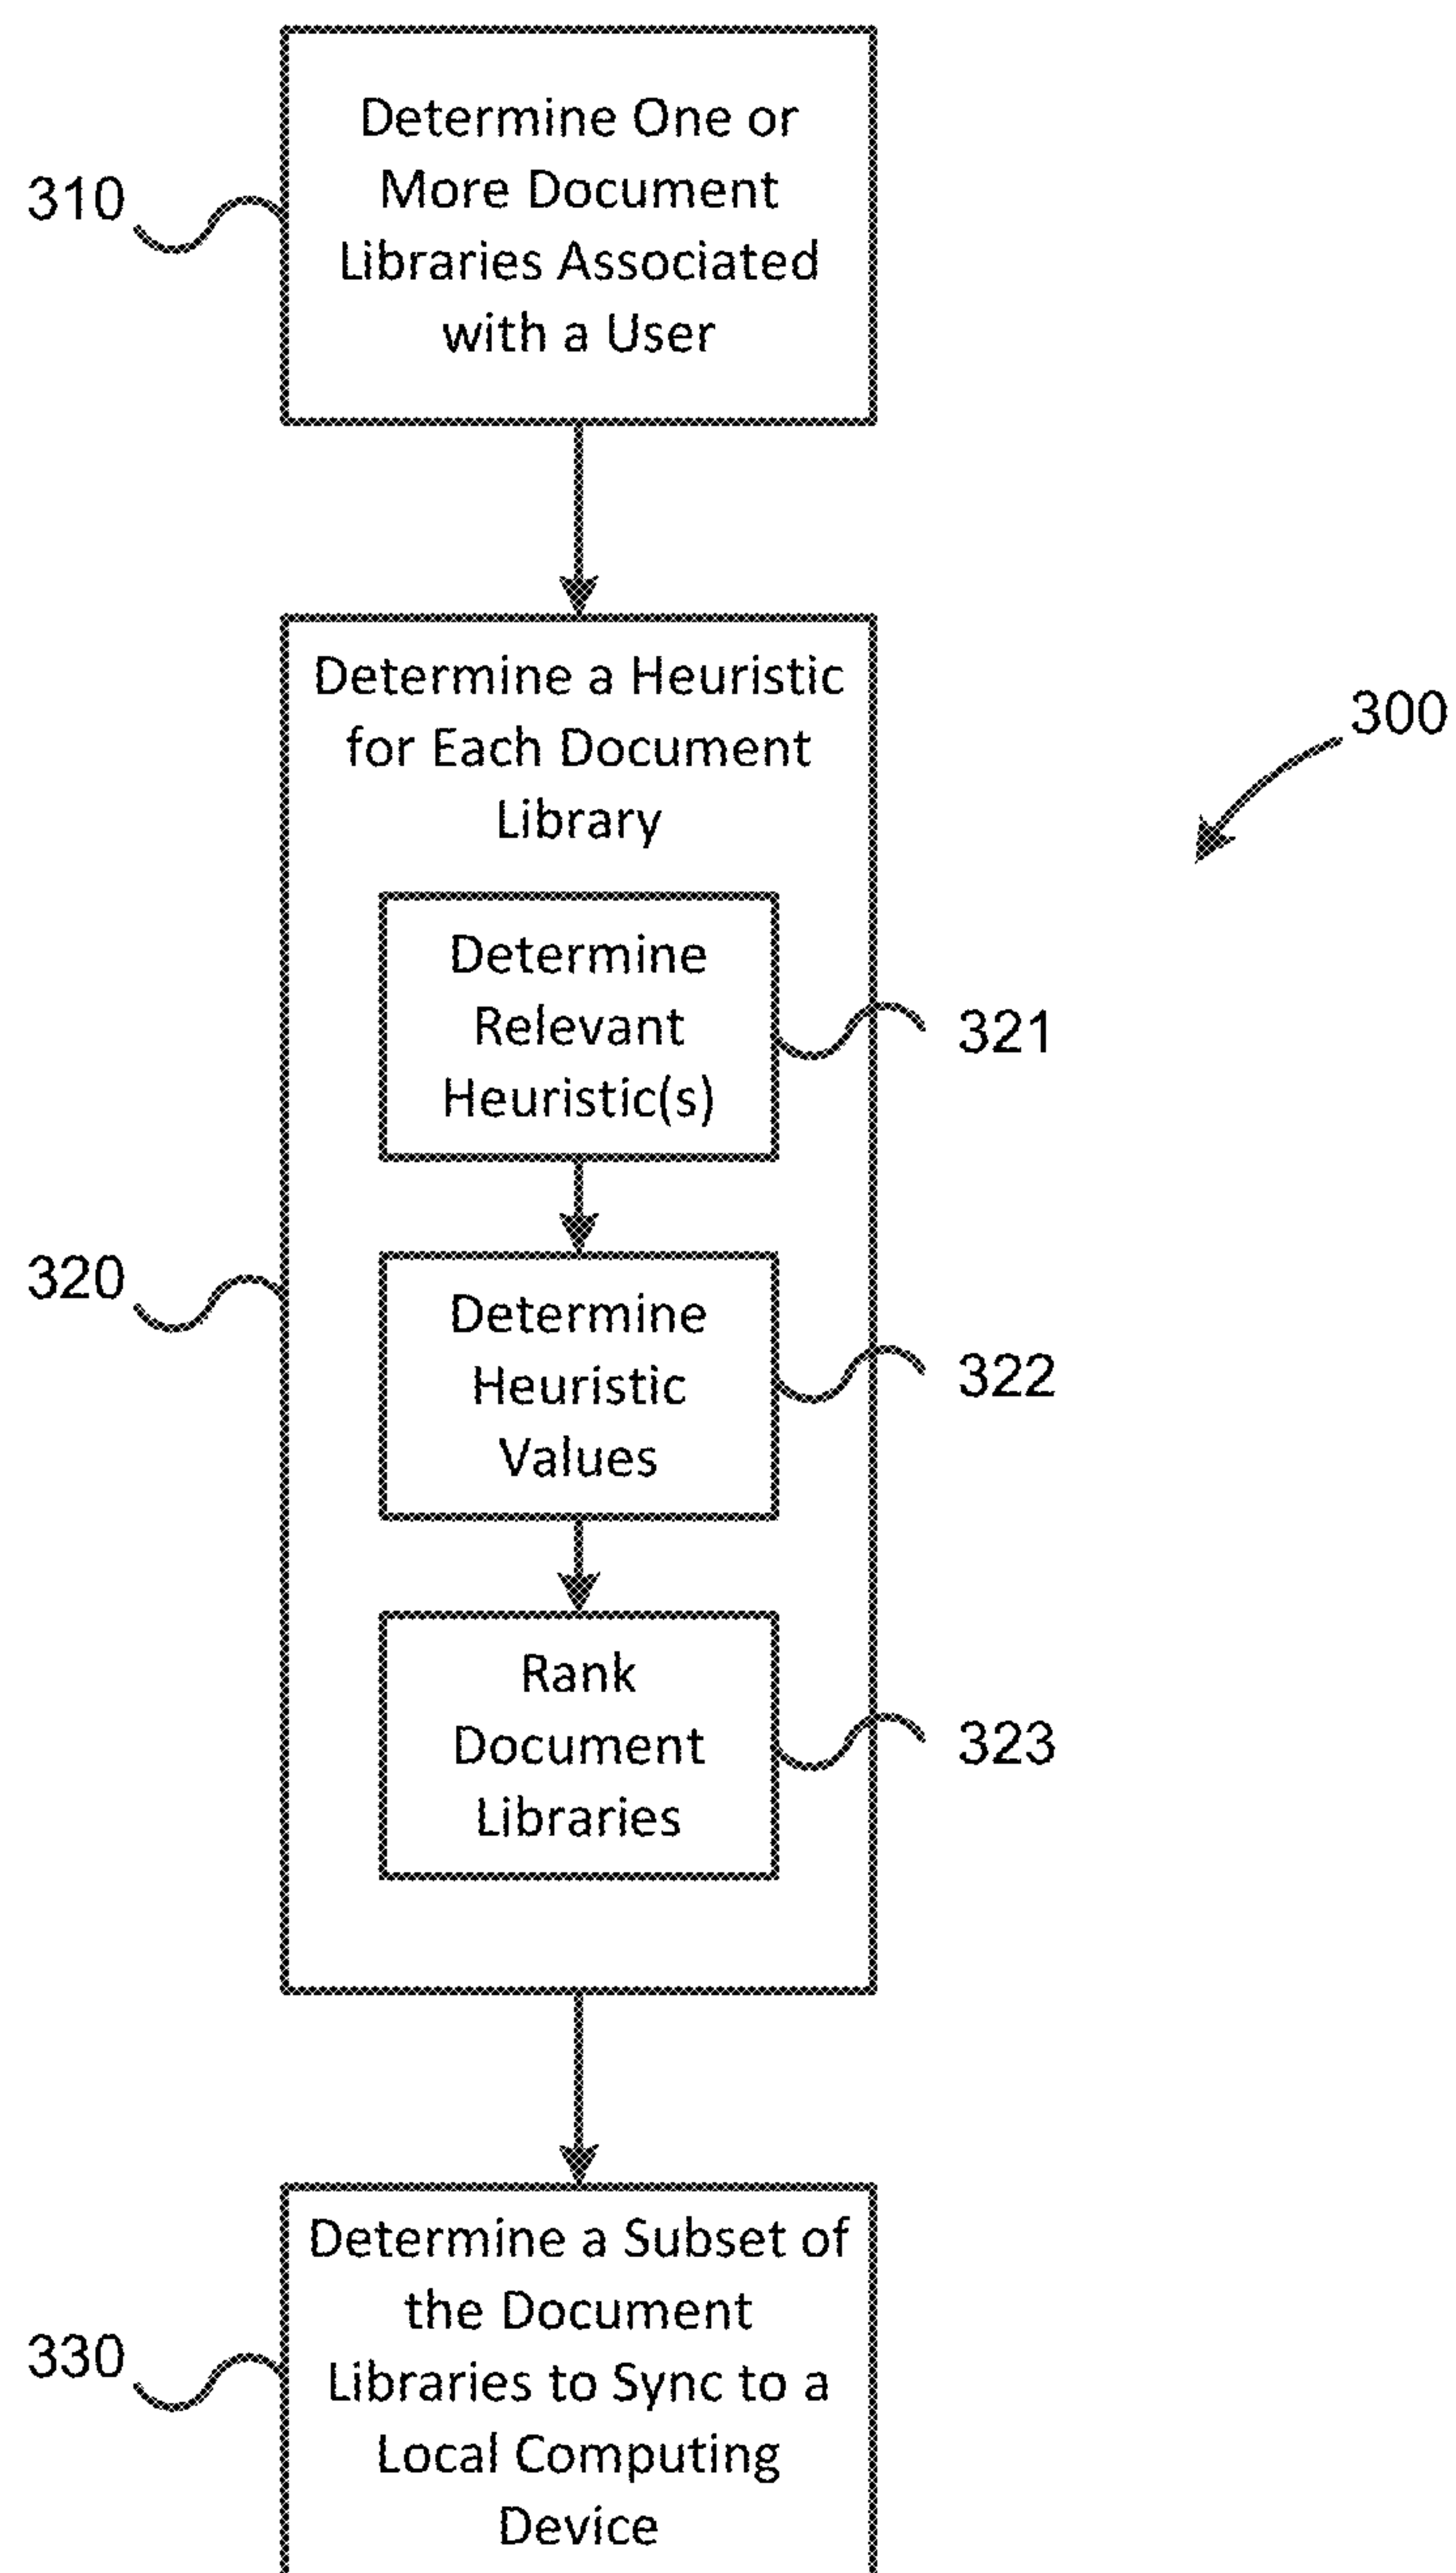 Determine One or
More Document
Libraries Associated
with a User
310
Determine a Heuristic
for Each Document
Library
300
Determine
Relevant
Heuristic(s)
321
320
Determine
Heuristic
Values
322
Rank
Document
Libraries
323
Determine a Subset of
the Document
Libraries to Sync to a
Local Computing
Device
330